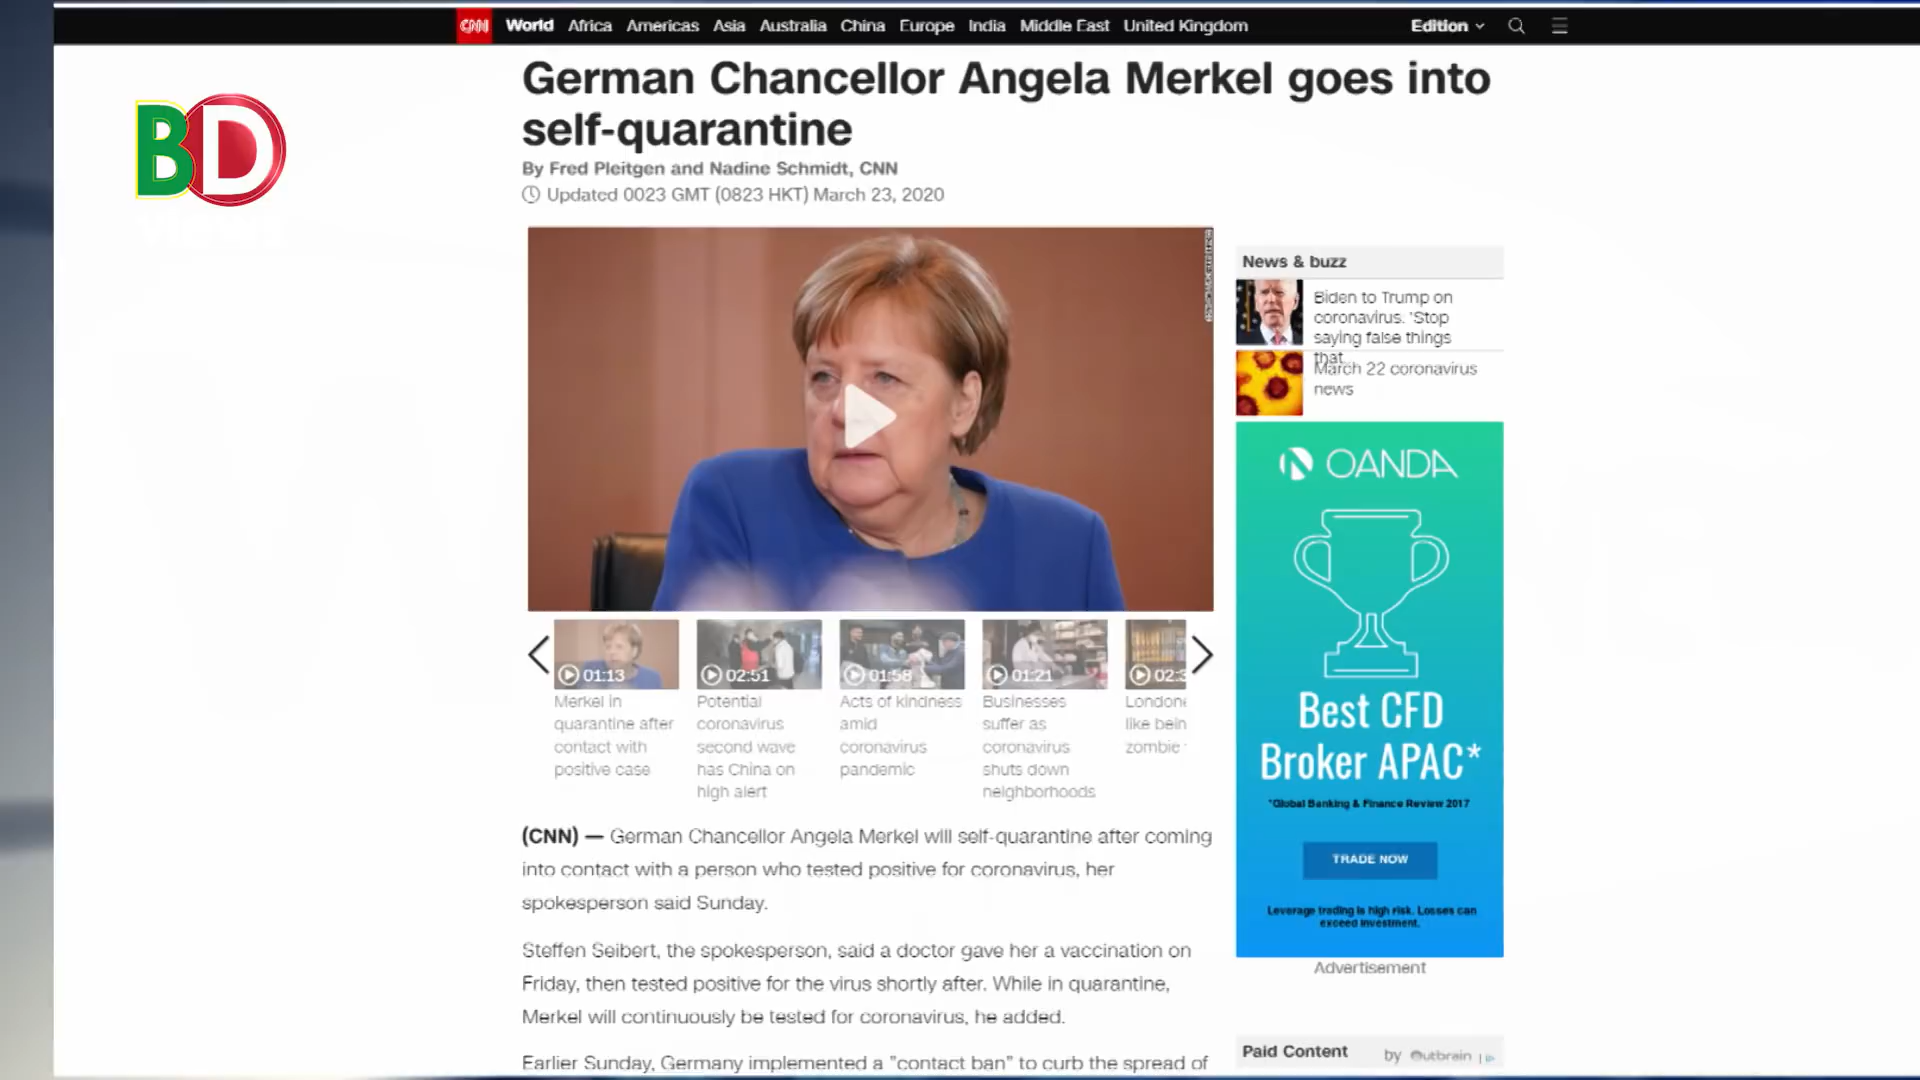 CNN World Africa Americas Asia Australia China Europe India Middle East United Kingdom Edition
German Chancellor Angela Merkel goes into
self-quarantine
By Fred Pleitgen and Nadine Schmidt, CNN
Updated 0023 GMT (0823 HKT) March 23, 2020
BD
views
News & buzz
Biden to Trump on
coronavirus. 'Stop
saying false things
that...
March 22 coronavirus
news
OANDA
Best CFD
Broker APAC*
*Global Banking & Finance Review 2017
TRADE NOW
Leverage trading is high risk. Losses can
exceed investment.
Advertisement
01:13
Merkel in
quarantine after
contact with
positive case
02:51
Potential
coronavirus
second wave
has China on
high alert
01:58
Acts of kindness
amid
coronavirus
pandemic
01:21
Businesses
suffer as
coronavirus
shuts down
neighborhoods
02:3
Londone
like bein
zombie
(CNN) — German Chancellor Angela Merkel will self-quarantine after coming
into contact with a person who tested positive for coronavirus, her
spokesperson said Sunday.
Steffen Seibert, the spokesperson, said a doctor gave her a vaccination on
Friday, then tested positive for the virus shortly after. While in quarantine,
Merkel will continuously be tested for coronavirus, he added.
Earlier Sunday, Germany implemented a "contact ban" to curb the spread of
Paid Content by Outbrain